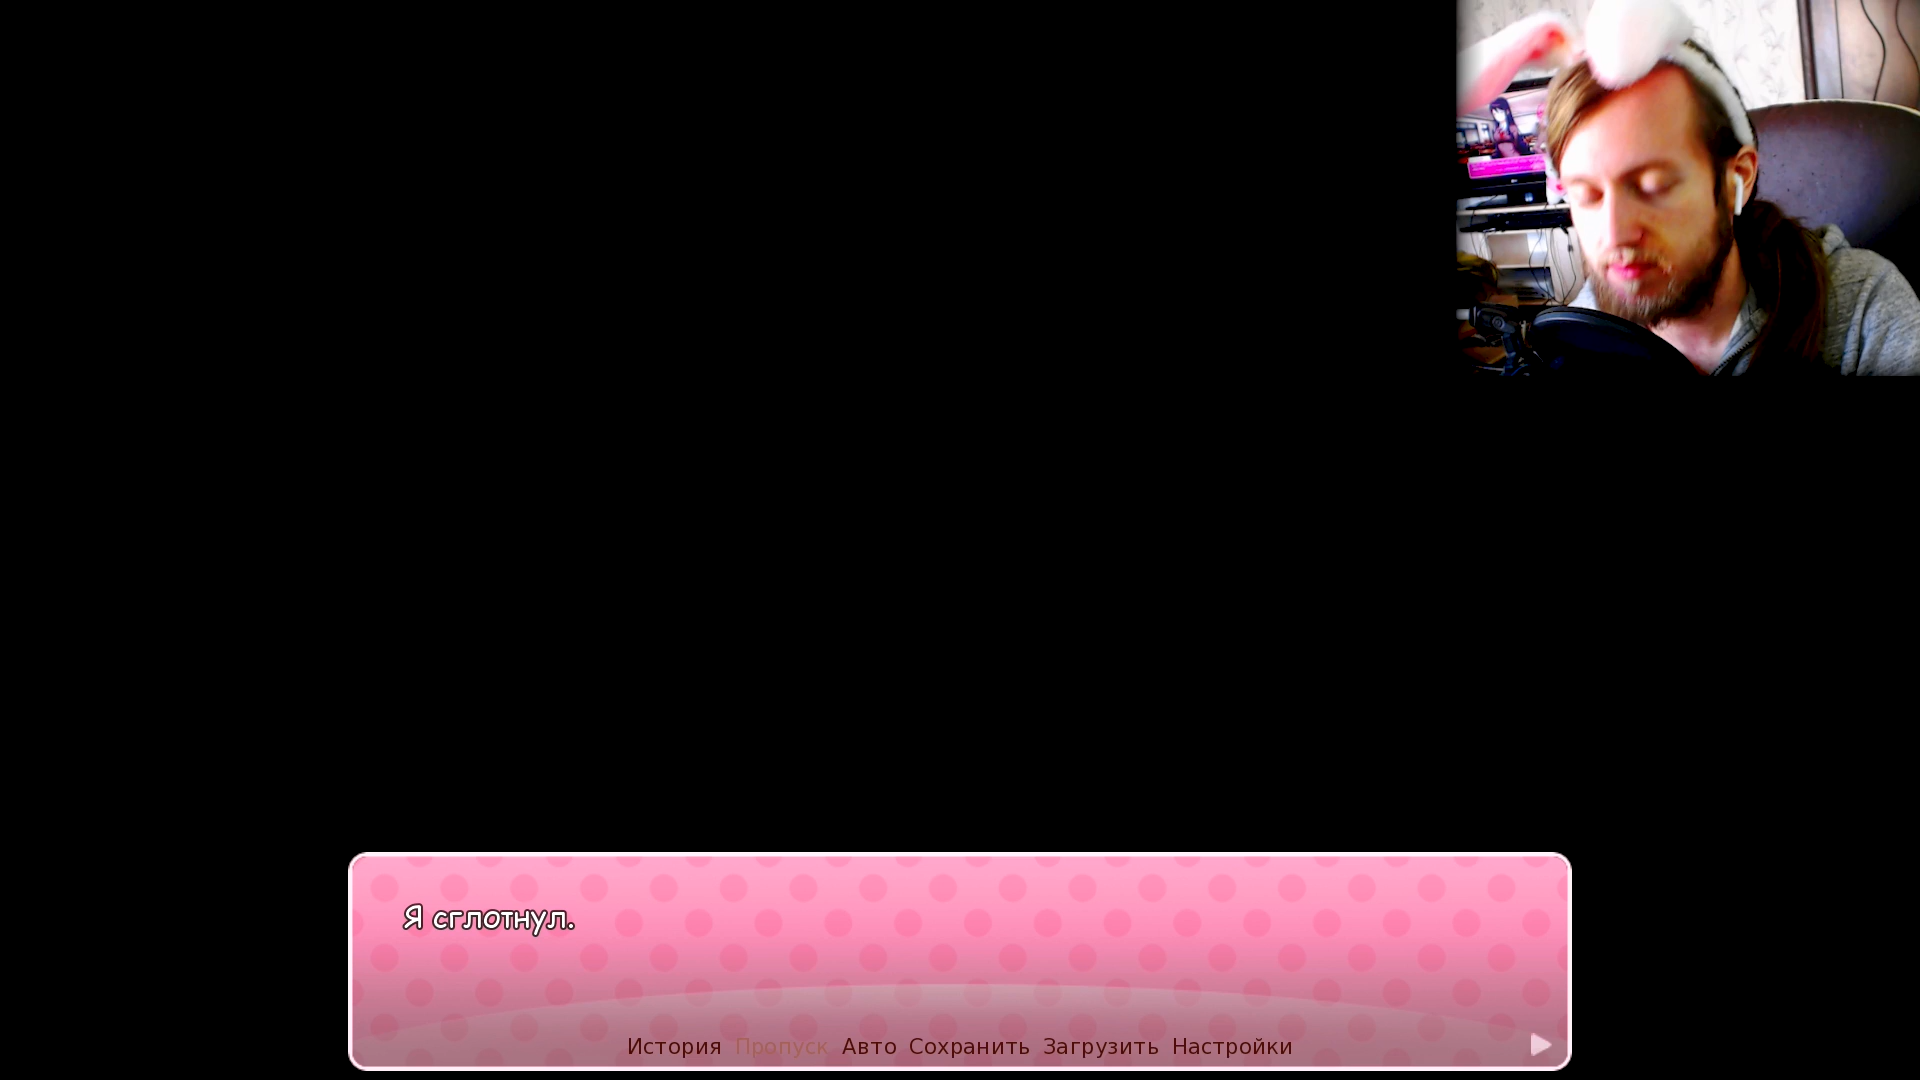 Я сглотнул.
История Пропуск Авто Сохранить Загрузить Настройки